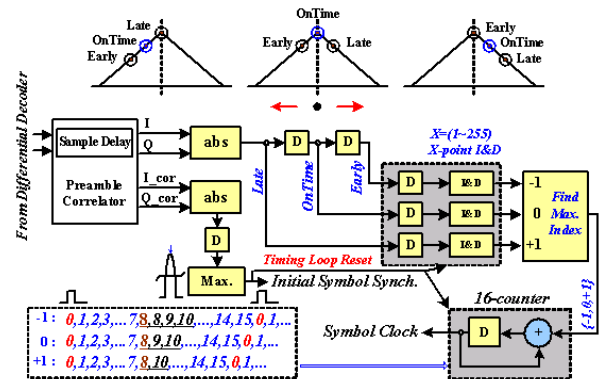 Late
OnTime
Early
OnTime
Early
Late
Early
OnTime
Late
From Differential Decoder
Sample Delay
Preamble
Correlator
I
Q
I_cor
Q_cor
abs
abs
D
Max.
D
D
Late
OnTime
Early
X=(1~255)
X-point I&D
D
I&D
D
I&D
D
I&D
-1
0
+1
Find
Max.
Index
{-1,0,+1}
Timing Loop Reset
Initial Symbol Synch.
16-counter
Symbol Clock
D
+
-1 : 0,1,2,3,...7,8,8,9,10,...,14,15,0,1,...
0 : 0,1,2,3,...7,8,9,10,...,14,15,0,1,...
+1 : 0,1,2,3,...7,8,10,...,14,15,0,1,...